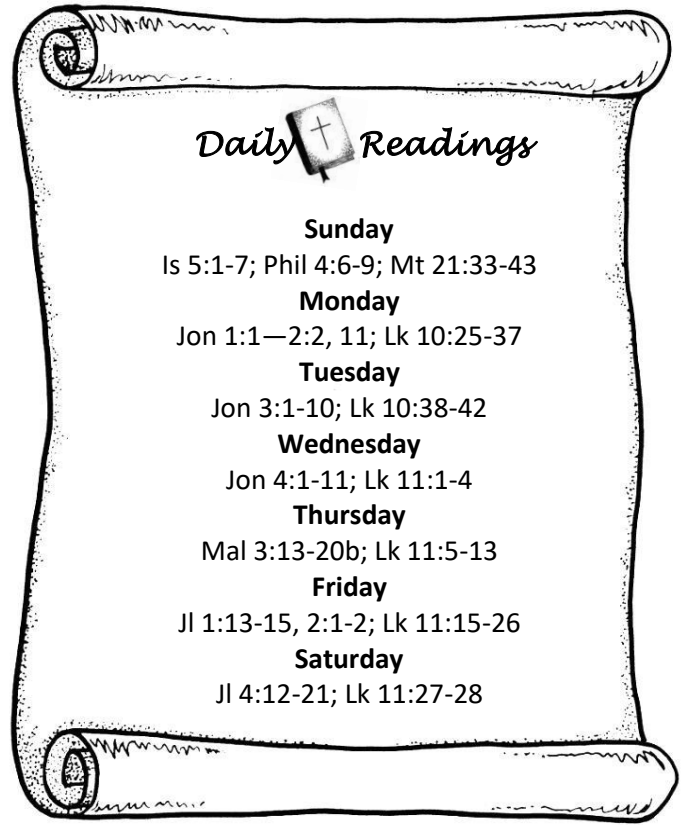 Daily Readings
Sunday
Is 5:1-7; Phil 4:6-9; Mt 21:33-43
Monday
Jon 1:1—2:2, 11; Lk 10:25-37
Tuesday
Jon 3:1-10; Lk 10:38-42
Wednesday
Jon 4:1-11; Lk 11:1-4
Thursday
Mal 3:13-20b; Lk 11:5-13
Friday
Jl 1:13-15, 2:1-2; Lk 11:15-26
Saturday
Jl 4:12-21; Lk 11:27-28